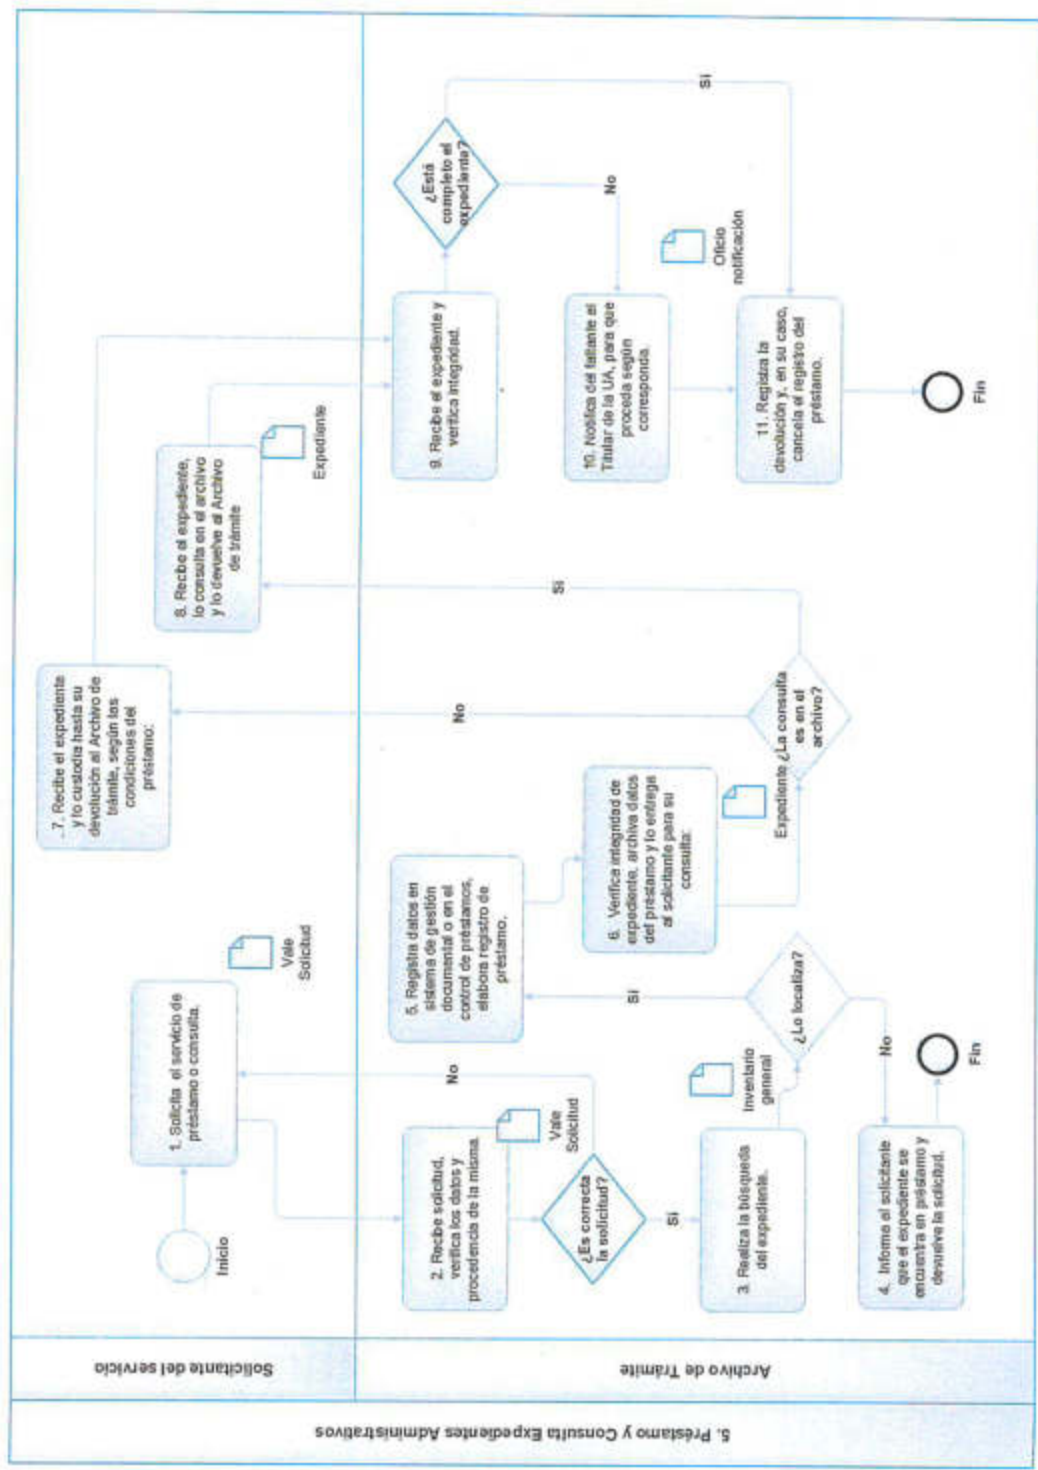 5. Préstamo y Consulta Expedientes Administrativos
Solicitante del servicio
Archivo de Trámite
Inicio
1. Solicita el servicio de
préstamo o consulta.
Vale
Solicitud
2. Recibe solicitud,
verifica los datos y
procedencia de la misma.
Vale
Solicitud
¿Es correcta
la solicitud?
No
Si
3. Realiza la búsqueda
del expediente.
Inventario
general
¿Lo localiza?
Si
No
4. Informa al solicitante
que el expediente se
encuentra en préstamo y
devuelve la solicitud.
Fin
5. Registra datos en
sistema de gestión
documental o en el
control de préstamos,
elabora registro de
préstamo.
6. Verifica integridad de
expediente, archiva datos
del préstamo y lo entrega
al solicitante para su
consulta:
Expediente
¿La consulta
es en el
archivo?
No
Si
7. Recibe el expediente
y lo custodia hasta su
devolución al Archivo de
trámite, según las
condiciones del
préstamo:
8. Recibe el expediente,
lo consulta en el archivo
y lo devuelve al Archivo
de trámite
Expediente
9. Recibe el expediente y
verifica integridad.
¿Está
completo el
expediente?
No
Si
10. Notifica del faltante al
Titular de la UA, para que
proceda según
corresponda.
Oficio
notificación
11. Registra la
devolución y, en su caso,
cancela el registro del
préstamo.
Fin